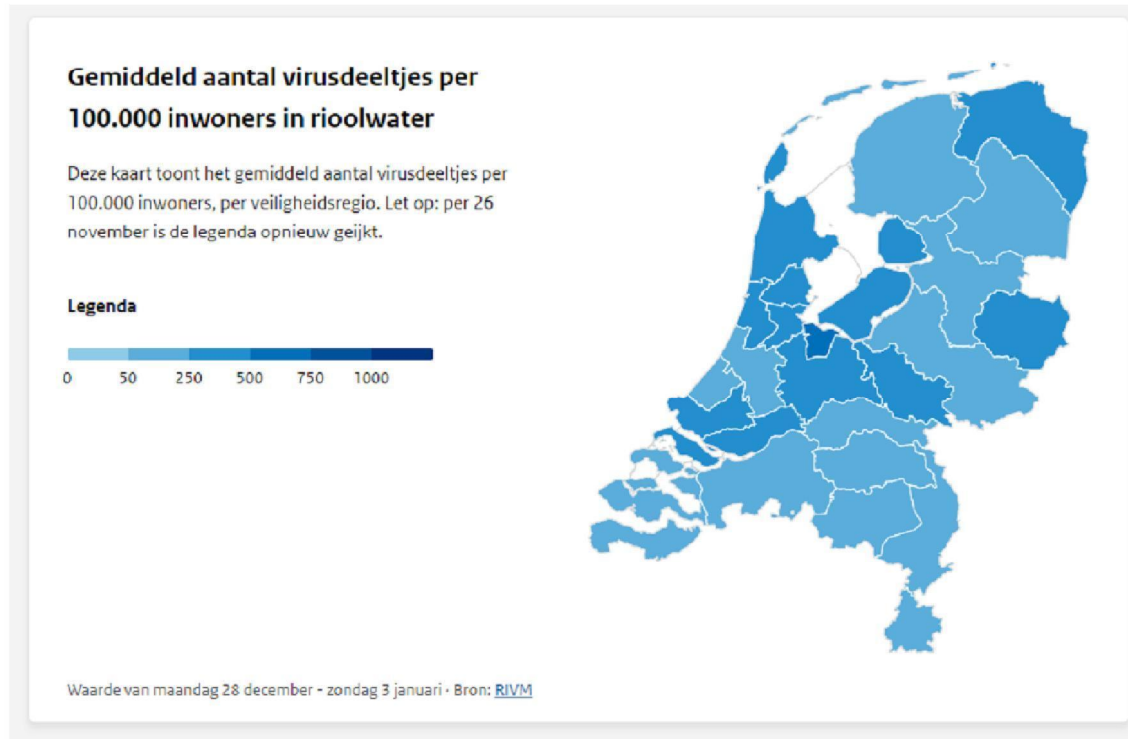 Gemiddeld aantal virusdeeltjes per
100.000 inwoners in rioolwater
Deze kaart toont het gemiddeld aantal virusdeeltjes per
100.000 inwoners, per veiligheidsregio. Let op: per 26
november is de legenda opnieuw geijkt.
Legenda
0 50 250 500 750 1000
Waarde van maandag 28 december - zondag 3 januari · Bron: RIVM